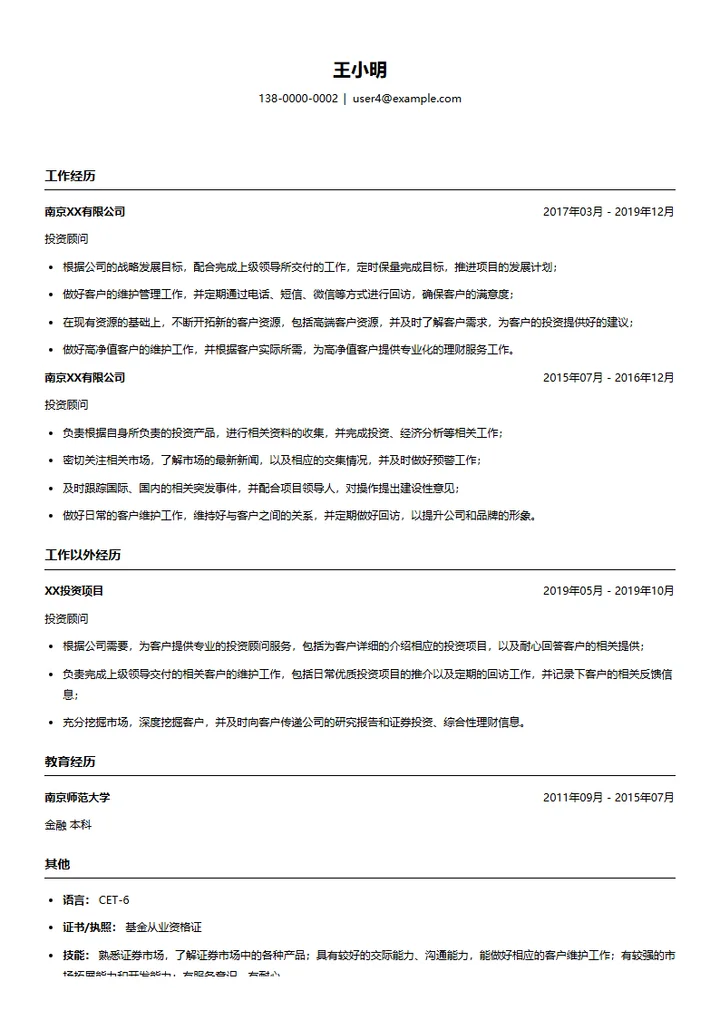 王小明
138-0000-0002 | user4@example.com
工作经历
南京XX有限公司 2017年03月 - 2019年12月
投资顾问
• 根据公司的战略发展目标，配合完成上级领导所交付的工作，定时保量完成目标，推进项目的发展计划；
• 做好客户的维护管理工作，并定期通过电话、短信、微信等方式进行回访，确保客户的满意度；
• 在现有资源的基础上，不断开拓新的客户资源，包括高端客户资源，并及时了解客户需求，为客户的投资提供好的建议；
• 做好高净值客户的维护工作，并根据客户实际所需，为高净值客户提供专业化的理财服务工作。
南京XX有限公司 2015年07月 - 2016年12月
投资顾问
• 负责根据自身所负责的投资产品，进行相关资料的收集，并完成投资、经济分析等相关工作；
• 密切关注相关市场，了解市场的最新新闻，以及相应的交集情况，并及时做好预警工作；
• 及时跟踪国际、国内的相关突发事件，并配合项目领导人，对操作提出建设性意见；
• 做好日常的客户维护工作，维持好与客户之间的关系，并定期做好回访，以提升公司和品牌的形象。
工作以外经历
XX投资项目 2019年05月 - 2019年10月
投资顾问
• 根据公司需要，为客户提供专业的投资顾问服务，包括为客户详细的介绍相应的投资项目，以及耐心回答客户的相关提供；
• 负责完成上级领导交付的相关客户的维护工作，包括日常优质投资项目的推介以及定期的回访工作，并记录下客户的相关反馈信
息；
• 充分挖掘市场，深度挖掘客户，并及时向客户传递公司的研究报告和证券投资、综合性理财信息。
教育经历
南京师范大学 2011年09月 - 2015年07月
金融 本科
其他
• 语言： CET-6
• 证书/执照： 基金从业资格证
• 技能： 熟悉证券市场，了解证券市场中的各种产品；具有较好的交际能力、沟通能力，能做好相应的客户维护工作；有较强的市
场拓展能力和开发能力；有服务意识、有耐心